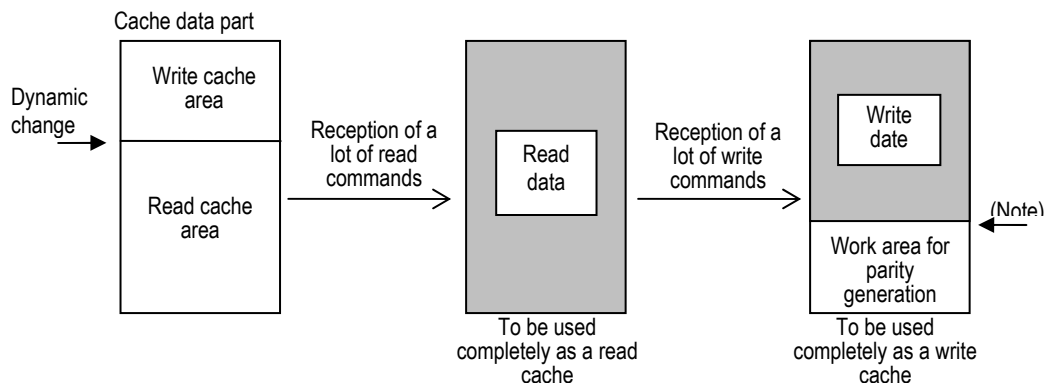 Cache data part
Write cache
area
Dynamic
change
Read cache
area
Reception of a
lot of read
commands
Read
data
To be used
completely as a read
cache
Reception of a
lot of write
commands
Write
date
(Note)
Work area for
parity
generation
To be used
completely as a write
cache